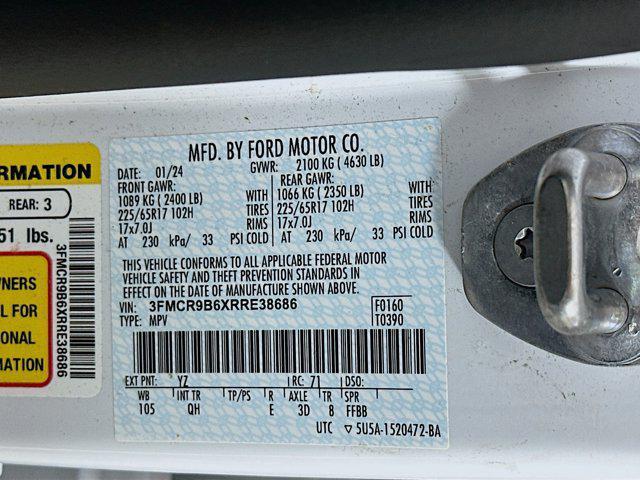 RMATION
REAR: 3
51 lbs.
WNERS
L FOR
ONAL
MATION
3FMCR9B6XRRE38686
MFD. BY FORD MOTOR CO.
DATE: 01/24 GVWR: 2100 KG ( 4630 LB)
FRONT GAWR: REAR GAWR:
1089 KG ( 2400 LB) WITH 1066 KG ( 2350 LB) WITH
225/65R17 102H TIRES 225/65R17 102H TIRES
17x7.0J RIMS 17x7.0J RIMS
AT 230 kPa/ 33 PSI COLD AT 230 kPa/ 33 PSI COLD
THIS VEHICLE CONFORMS TO ALL APPLICABLE FEDERAL MOTOR
VEHICLE SAFETY AND THEFT PREVENTION STANDARDS IN
EFFECT ON THE DATE OF MANUFACTURE SHOWN ABOVE.
VIN: 3FMCR9B6XRRE38686 F0160
TYPE: MPV T0390
EXT PNT: YZ RC: 71 DSO:
WB INT TR TP/PS R AXLE TR SPR
105 QH E 3D 8 FFBB
UTC ▽ 5U5A-1520472-BA